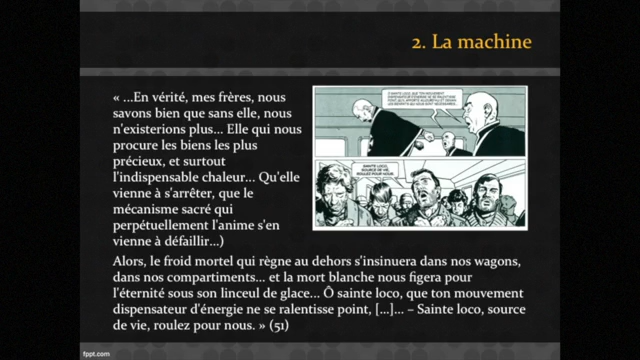 2. La machine
« ...En vérité, mes frères, nous
savons bien que sans elle, nous
n'existerions plus... Elle qui nous
procure les biens les plus
précieux, et surtout
l'indispensable chaleur... Qu'elle
vienne à s'arrêter, que le
mécanisme sacré qui
perpétuellement l'anime s'en
vienne à défaillir...)
SAINTE LOCO,
SOURCE DE VIE,
ROULEZ POUR NOUS.
Alors, le froid mortel qui règne au dehors s'insinuera dans nos wagons,
dans nos compartiments... et la mort blanche nous figera pour
l'éternité sous son linceul de glace... Ô sainte loco, que ton mouvement
dispensateur d'énergie ne se ralentisse point, [...]... – Sainte loco, source
de vie, roulez pour nous. » (51)
fppt.com